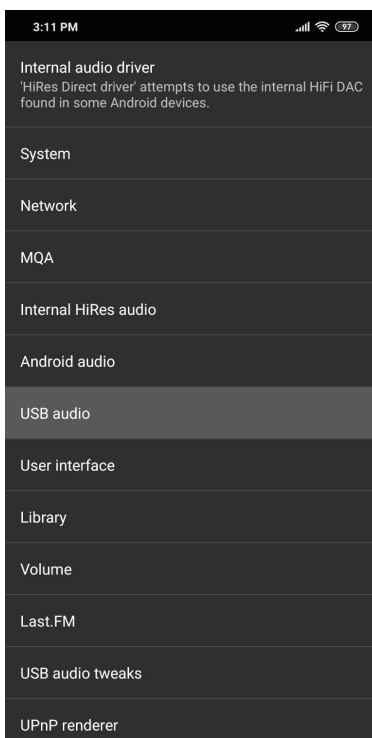 3:11 PM
97
Internal audio driver
'HiRes Direct driver' attempts to use the internal HiFi DAC
found in some Android devices.
System
Network
MQA
Internal HiRes audio
Android audio
USB audio
User interface
Library
Volume
Last.FM
USB audio tweaks
UPnP renderer